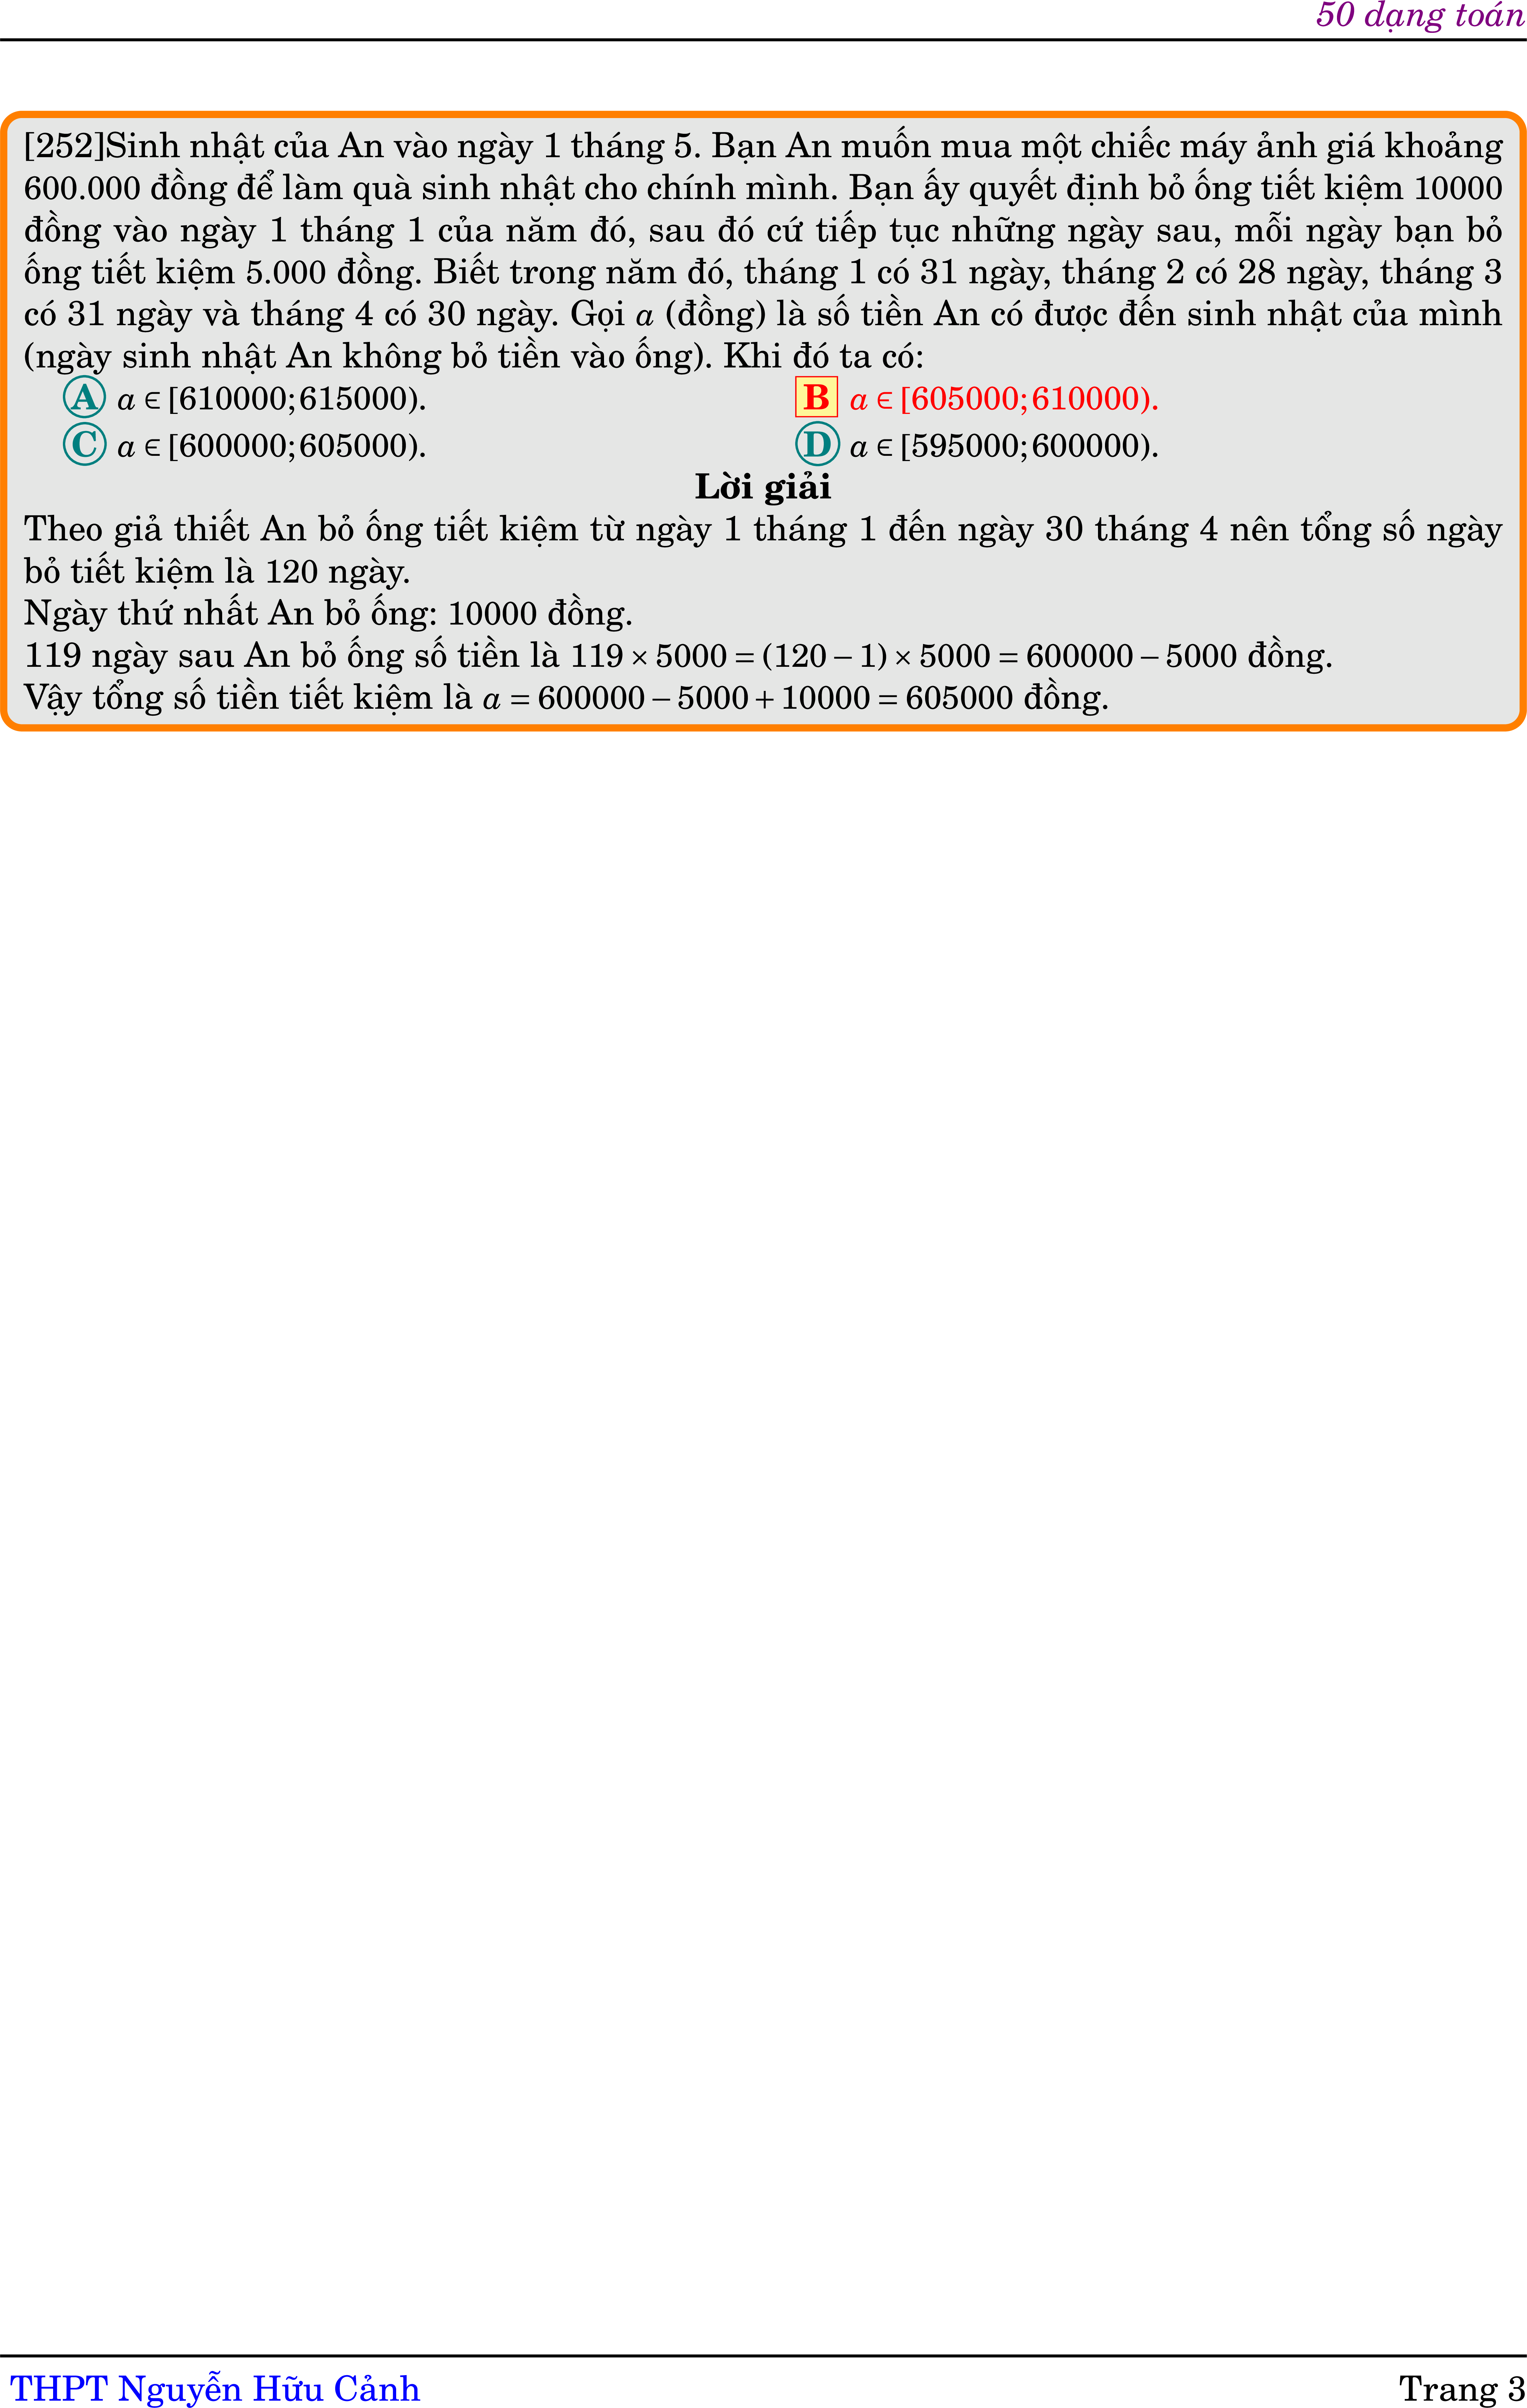 50 dạng toán
[252]Sinh nhật của An vào ngày 1 tháng 5. Bạn An muốn mua một chiếc máy ảnh giá khoảng
600.000 đồng để làm quà sinh nhật cho chính mình. Bạn ấy quyết định bỏ ống tiết kiệm 10000
đồng vào ngày 1 tháng 1 của năm đó, sau đó cứ tiếp tục những ngày sau, mỗi ngày bạn bỏ
ống tiết kiệm 5.000 đồng. Biết trong năm đó, tháng 1 có 31 ngày, tháng 2 có 28 ngày, tháng 3
có 31 ngày và tháng 4 có 30 ngày. Gọi a (đồng) là số tiền An có được đến sinh nhật của mình
(ngày sinh nhật An không bỏ tiền vào ống). Khi đó ta có:
A a ∈ [610000; 615000). B a ∈ [605000; 610000).
C a ∈ [600000; 605000). D a ∈ [595000; 600000).
Lời giải
Theo giả thiết An bỏ ống tiết kiệm từ ngày 1 tháng 1 đến ngày 30 tháng 4 nên tổng số ngày
bỏ tiết kiệm là 120 ngày.
Ngày thứ nhất An bỏ ống: 10000 đồng.
119 ngày sau An bỏ ống số tiền là 119 × 5000 = (120 − 1) × 5000 = 600000 − 5000 đồng.
Vậy tổng số tiền tiết kiệm là a = 600000 − 5000 + 10000 = 605000 đồng.
THPT Nguyễn Hữu Cảnh Trang 3